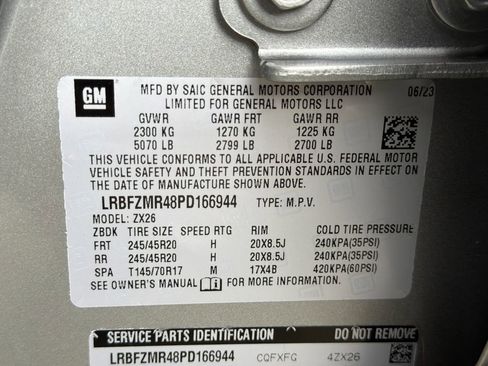 GM
MFD BY SAIC GENERAL MOTORS CORPORATION 06/23
LIMITED FOR GENERAL MOTORS LLC
GVWR GAWR FRT GAWR RR
2300 KG 1270 KG 1225 KG
5070 LB 2799 LB 2700 LB
THIS VEHICLE CONFORMS TO ALL APPLICABLE U.S. FEDERAL MOTOR
VEHICLE SAFETY AND THEFT PREVENTION STANDARDS IN EFFECT ON
THE DATE OF MANUFACTURE SHOWN ABOVE.
LRBFZMR48PD166944 TYPE: M.P.V.
MODEL: ZX26
ZBDK TIRE SIZE SPEED RTG RIM COLD TIRE PRESSURE
FRT 245/45R20 H 20X8.5J 240KPA(35PSI)
RR 245/45R20 H 20X8.5J 240KPA(35PSI)
SPA T145/70R17 M 17X4B 420KPA(60PSI)
SEE OWNER'S MANUAL FOR MORE INFORMATION.
SERVICE PARTS IDENTIFICATION DO NOT REMOVE
LRBFZMR48PD166944 CQFXFG 4ZX26